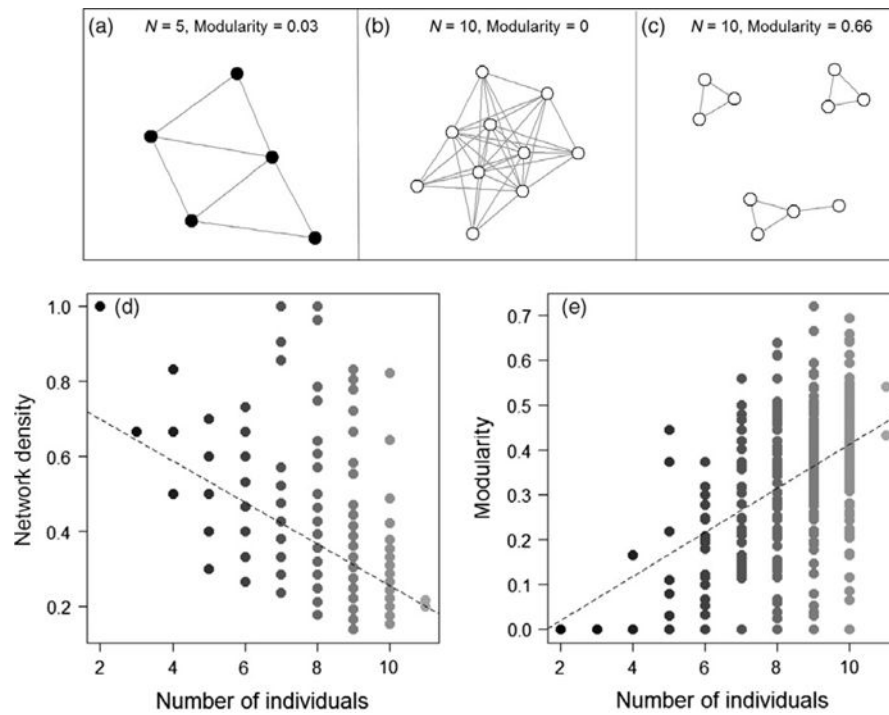 (a) N = 5, Modularity = 0.03
(b) N = 10, Modularity = 0
(c) N = 10, Modularity = 0.66
(d)
1.0
0.8
0.6
0.4
0.2
Network density
2 4 6 8 10
Number of individuals
(e)
0.7
0.6
0.5
0.4
0.3
0.2
0.1
0.0
Modularity
2 4 6 8 10
Number of individuals